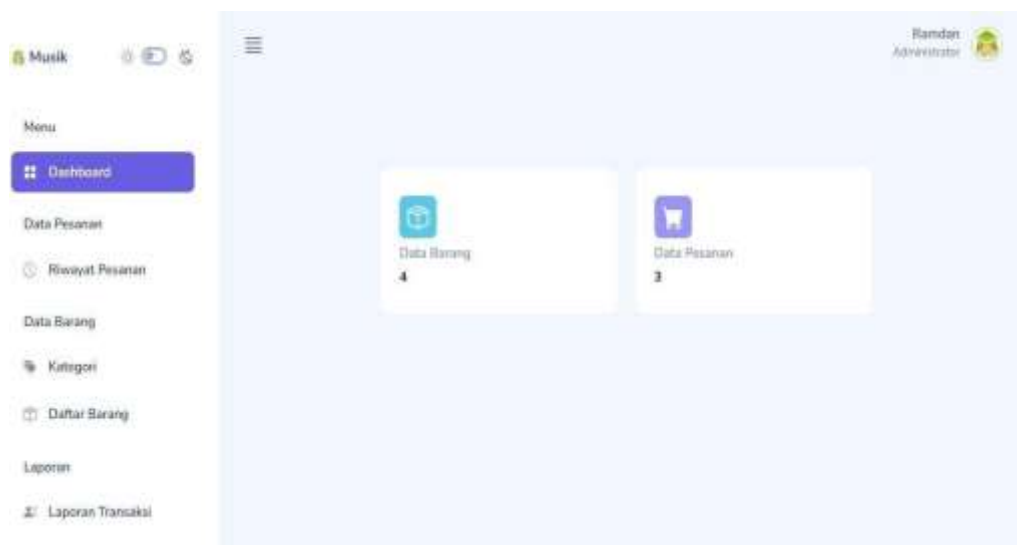 Musik
Ramdan
Administrator
Menu
Dashboard
Data Pesanan
Riwayat Pesanan
Data Barang
Kategori
Daftar Barang
Laporan
Laporan Transaksi
Data Barang
4
Data Pesanan
3